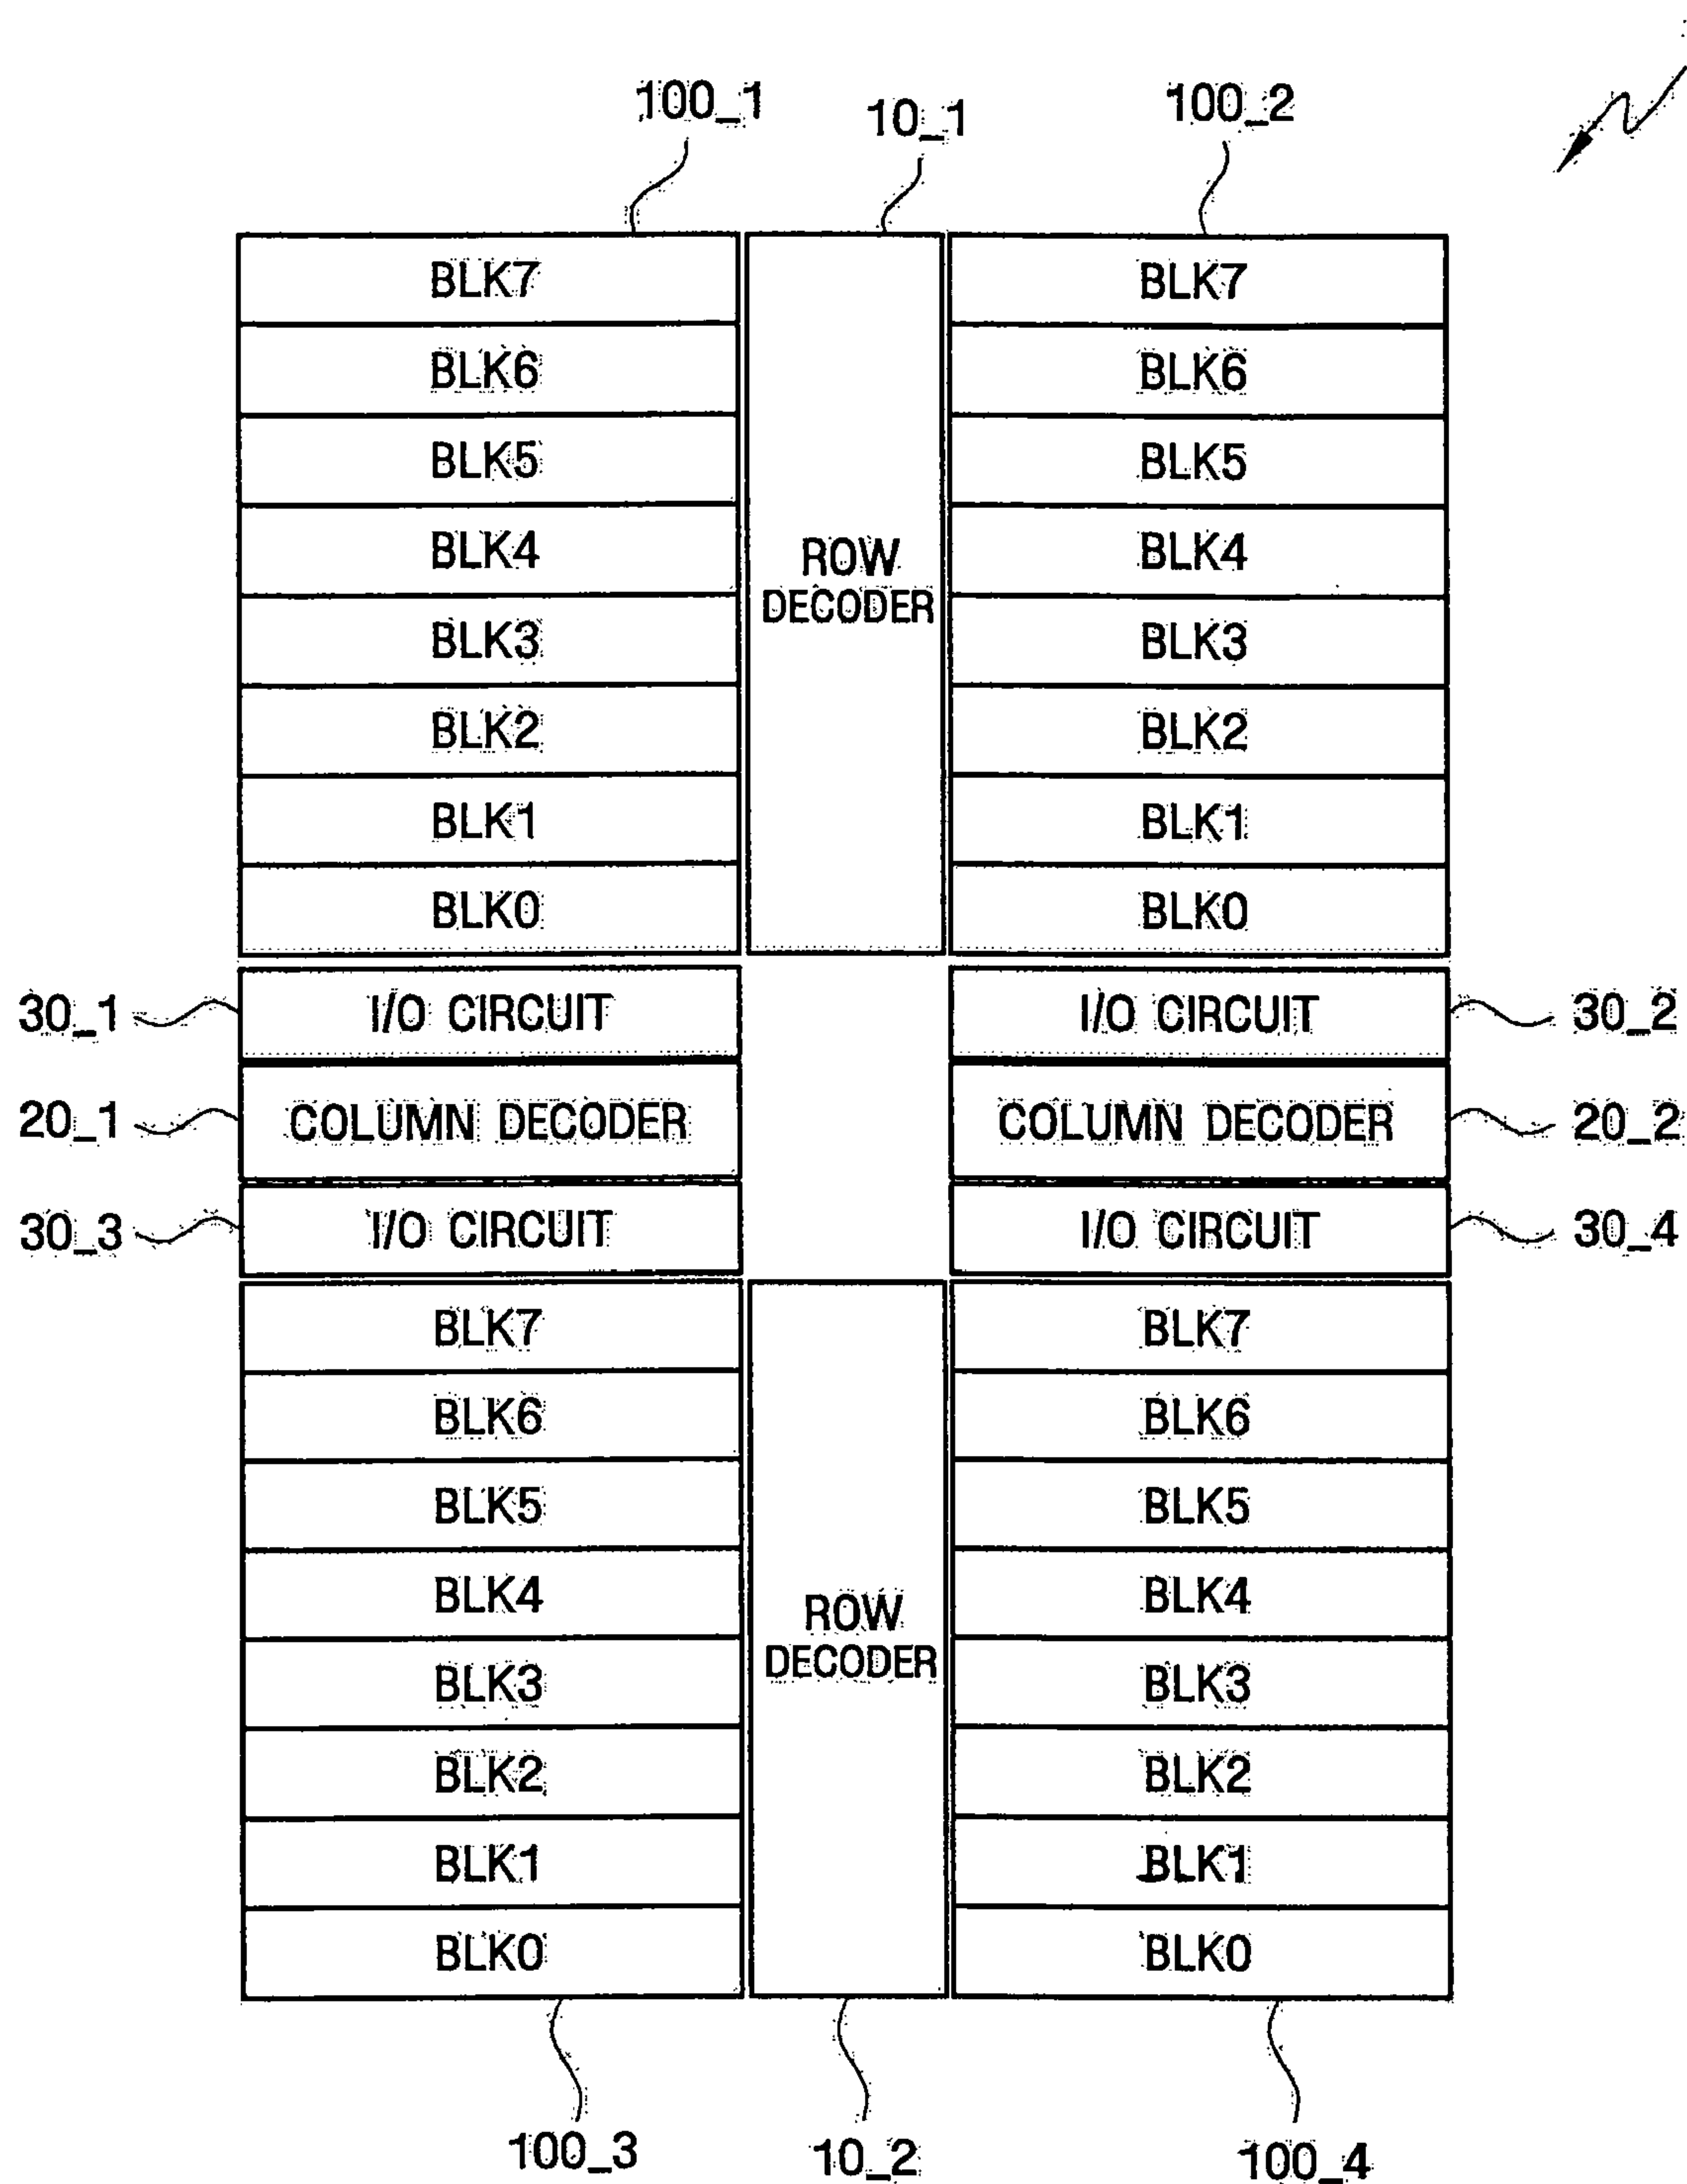 100_1 10_1 100_2
BLK7 BLK7
BLK6 BLK6
BLK5 BLK5
BLK4 BLK4
ROW
DECODER
BLK3 BLK3
BLK2 BLK2
BLK1 BLK1
BLK0 BLK0
30_1 I/O CIRCUIT I/O CIRCUIT 30_2
20_1 COLUMN DECODER COLUMN DECODER 20_2
30_3 I/O CIRCUIT I/O CIRCUIT 30_4
BLK7 BLK7
BLK6 BLK6
BLK5 BLK5
BLK4 BLK4
ROW
DECODER
BLK3 BLK3
BLK2 BLK2
BLK1 BLK1
BLK0 BLK0
100_3 10_2 100_4